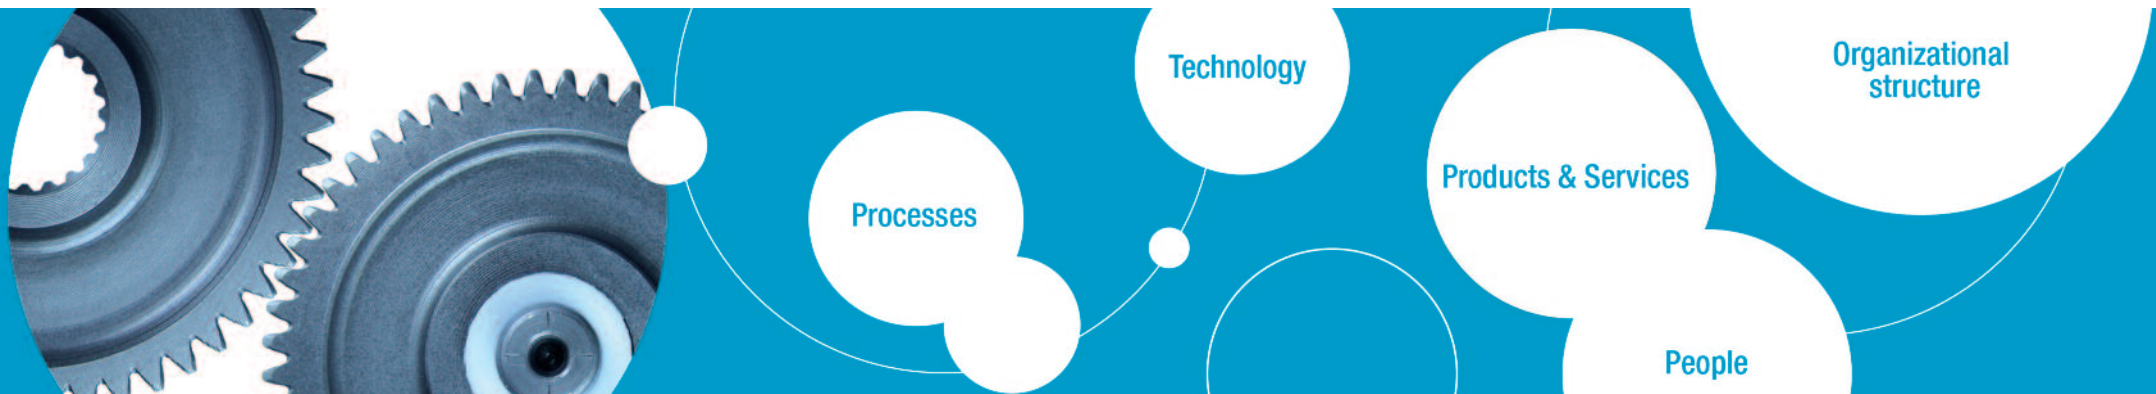 Technology
Organizational
structure
Products & Services
Processes
People